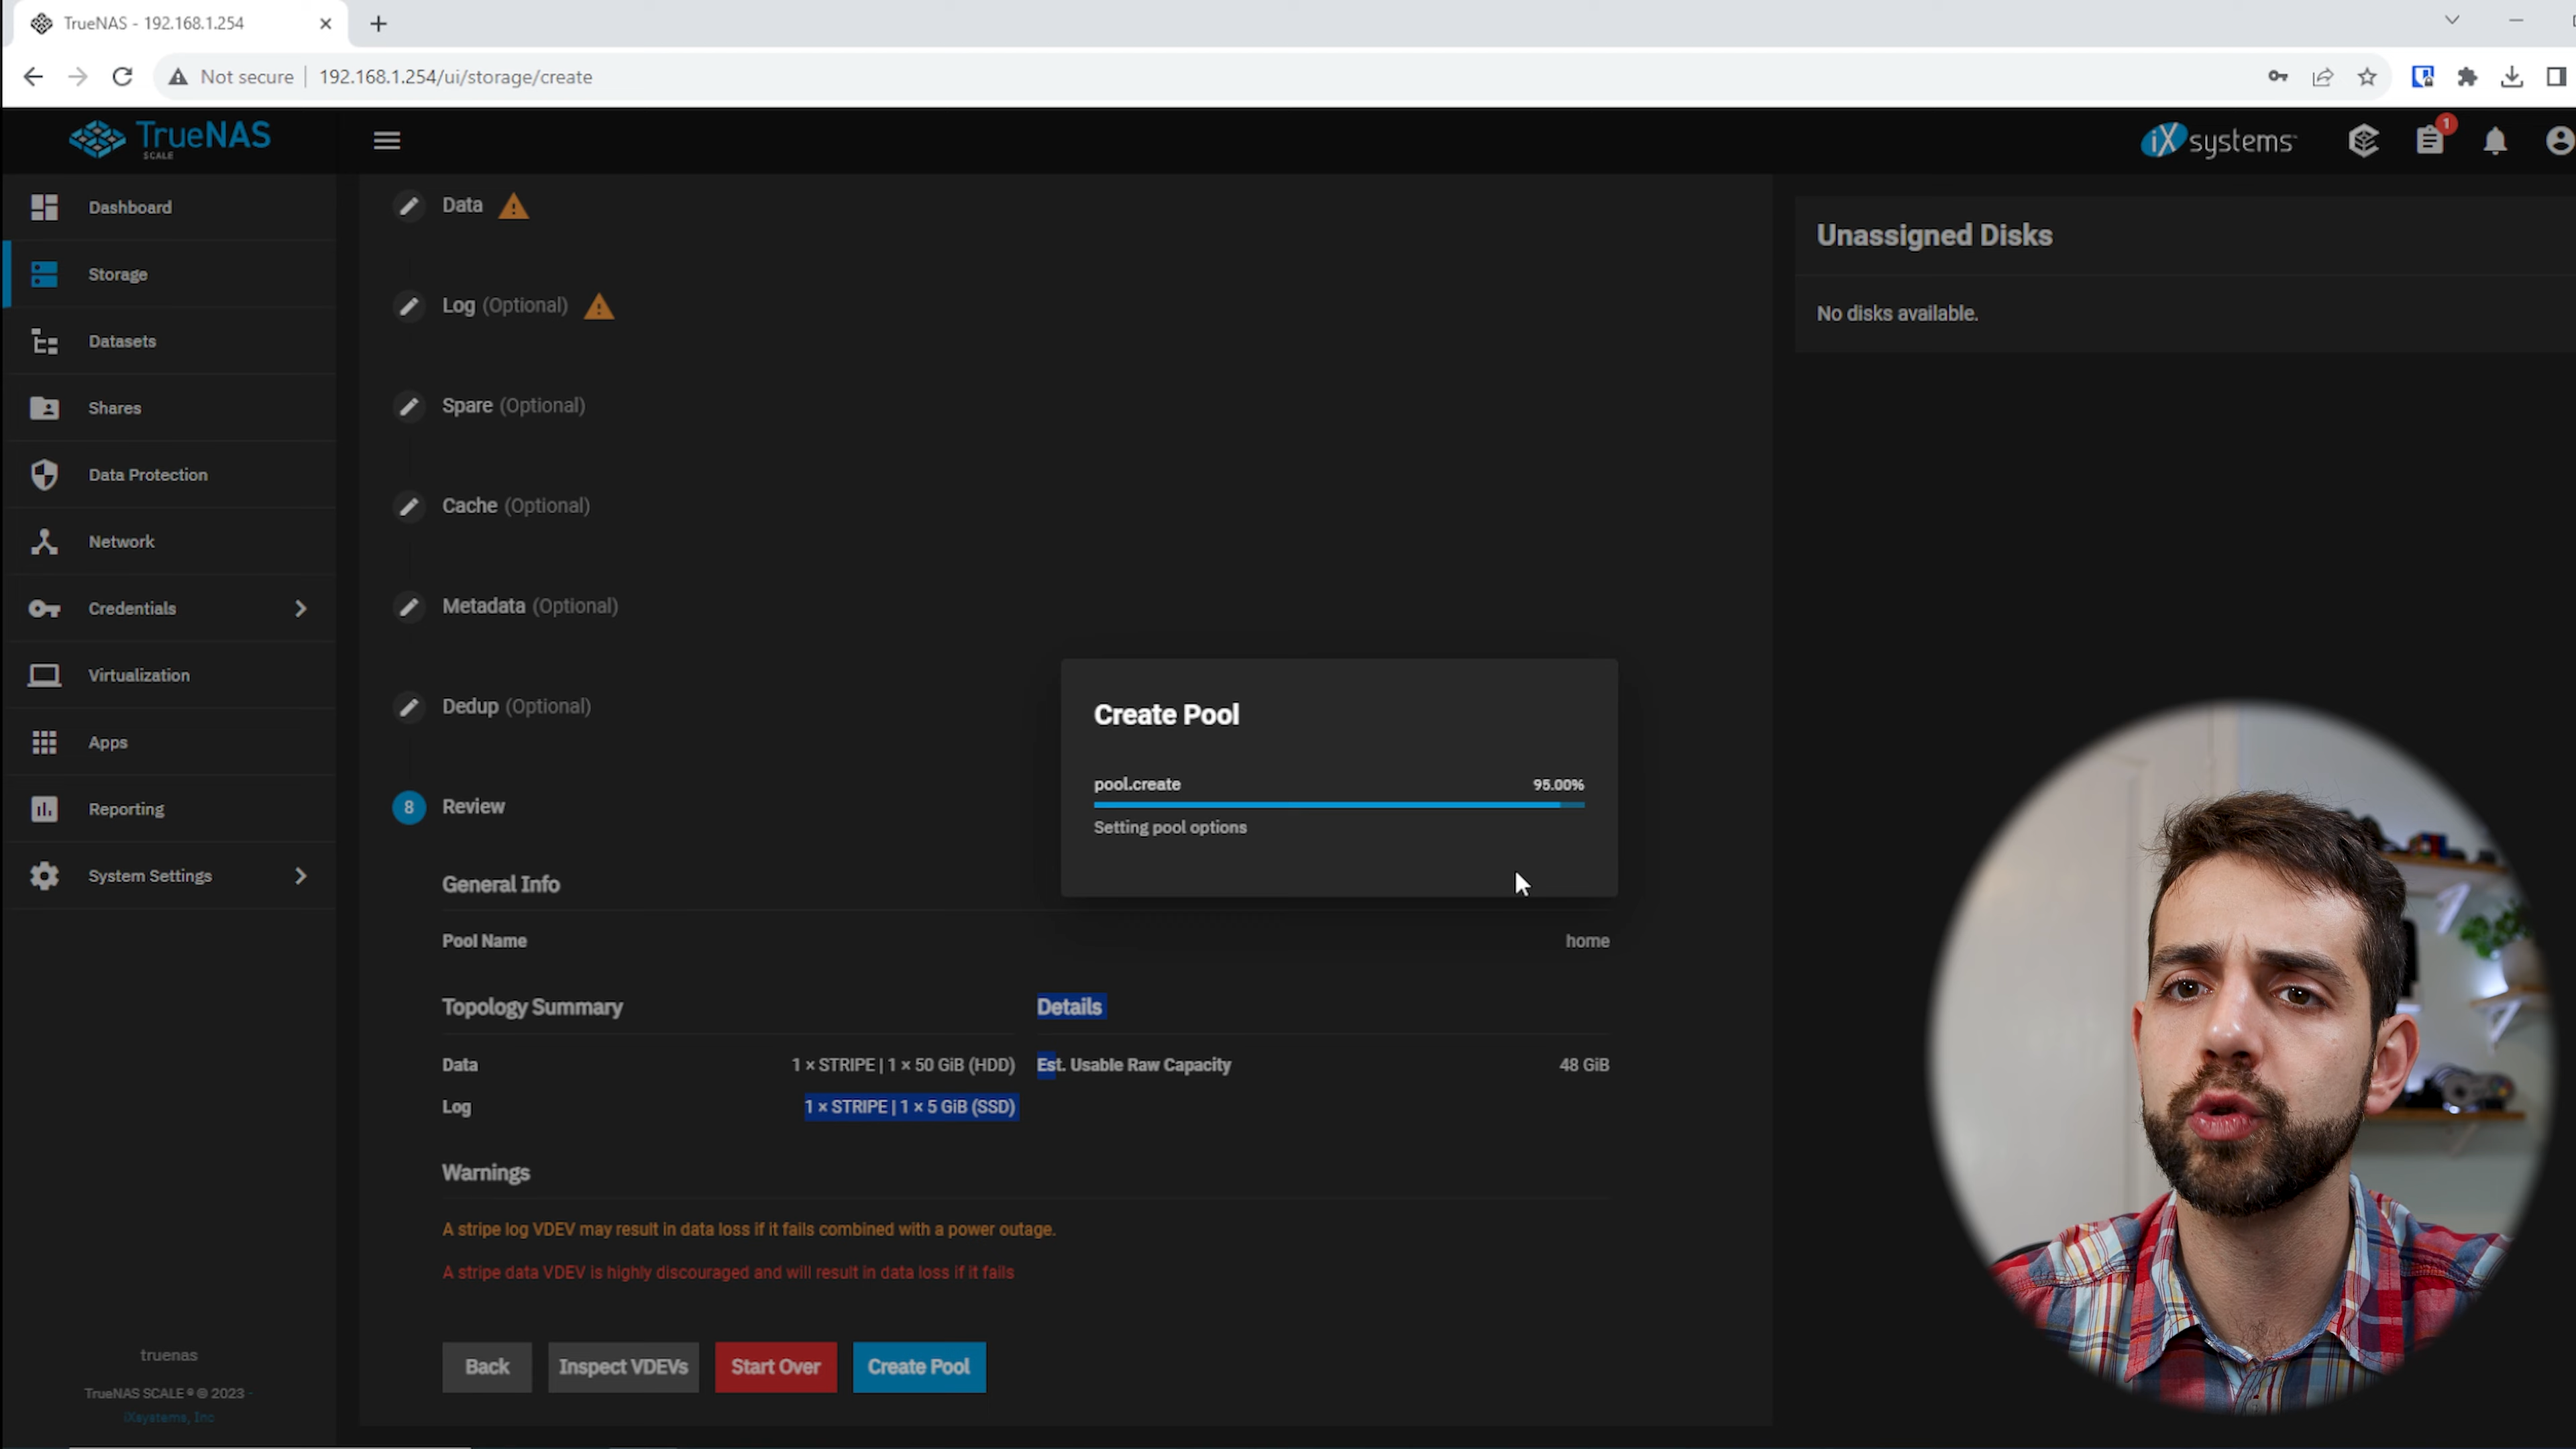 TrueNAS - 192.168.1.254
Not secure 192.168.1.254/ui/storage/create
TrueNAS
SCALE
iXsystems
1
Dashboard
Storage
Datasets
Shares
Data Protection
Network
Credentials
Virtualization
Apps
Reporting
System Settings
truenas
TrueNAS SCALE ® © 2023 -
iXsystems, Inc
Data
Log (Optional)
Spare (Optional)
Cache (Optional)
Metadata (Optional)
Dedup (Optional)
8 Review
General Info
Pool Name home
Topology Summary Details
Data 1 × STRIPE | 1 × 50 GiB (HDD) Est. Usable Raw Capacity 48 GiB
Log 1 × STRIPE | 1 × 5 GiB (SSD)
Warnings
A stripe log VDEV may result in data loss if it fails combined with a power outage.
A stripe data VDEV is highly discouraged and will result in data loss if it fails
Back Inspect VDEVs Start Over Create Pool
Create Pool
pool.create 95.00%
Setting pool options
Unassigned Disks
No disks available.